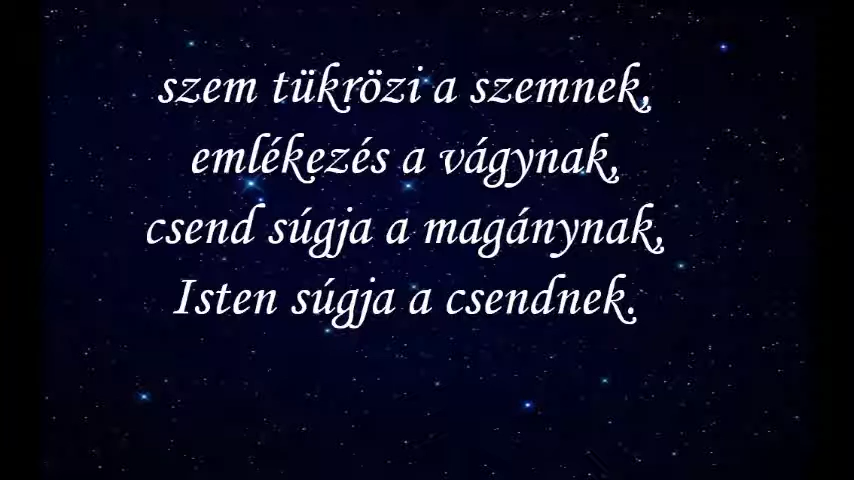 szem tükrözi a szemnek,
emlékezés a vágynak,
csend súgja a magánynak,
Isten súgja a csendnek.